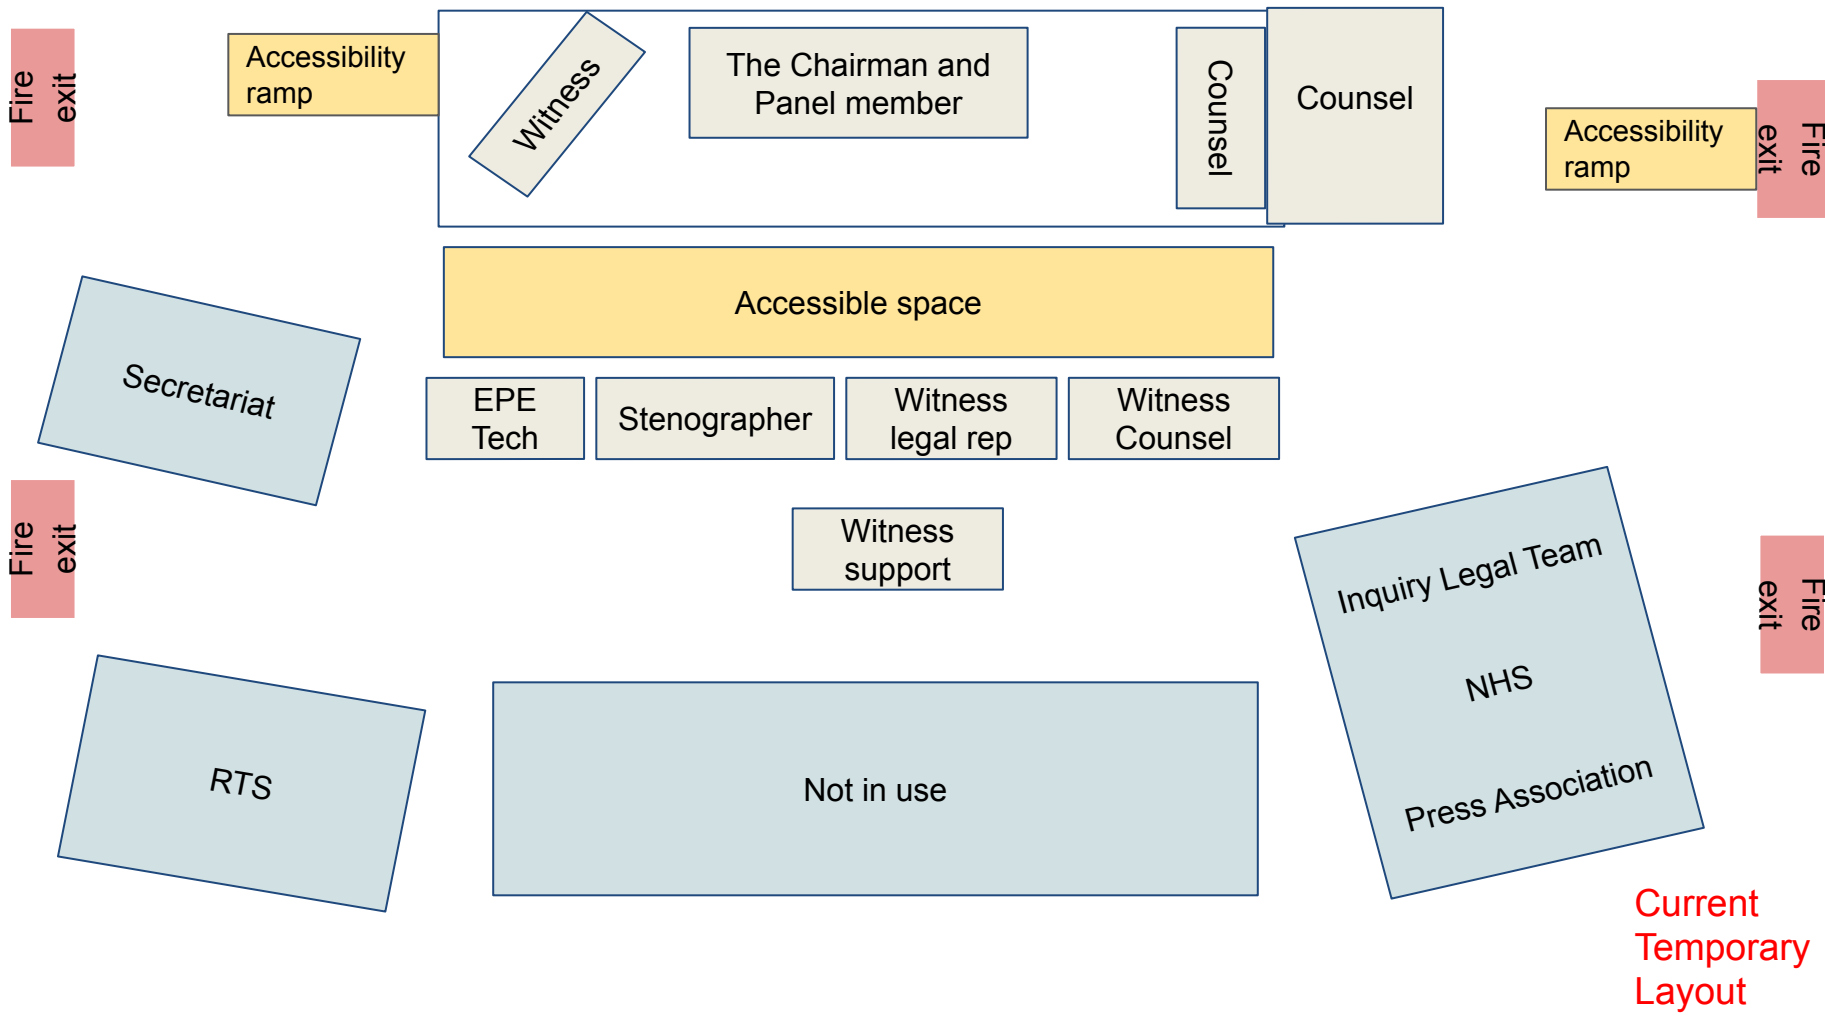 Fire
exit
Accessibility
ramp
Witness
The Chairman and
Panel member
Counsel
Counsel
Accessibility
ramp
Fire
exit
Accessible space
Secretariat
EPE
Tech
Stenographer
Witness
legal rep
Witness
Counsel
Fire
exit
Witness
support
Inquiry Legal Team
NHS
Press Association
Fire
exit
RTS
Not in use
Current
Temporary
Layout